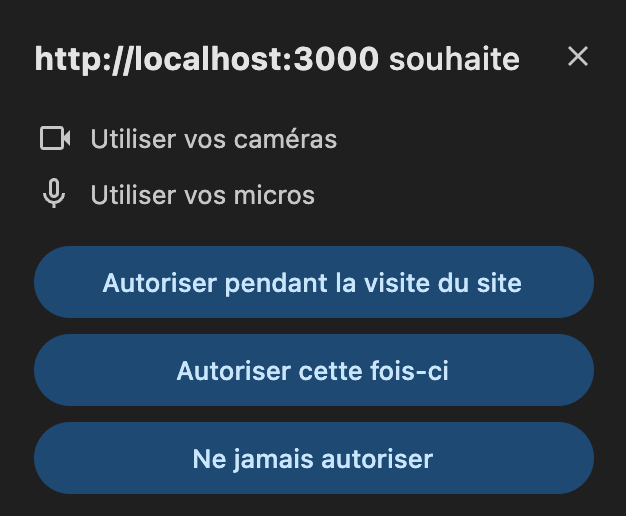 http://localhost:3000 souhaite
Utiliser vos caméras
Utiliser vos micros
Autoriser pendant la visite du site
Autoriser cette fois-ci
Ne jamais autoriser